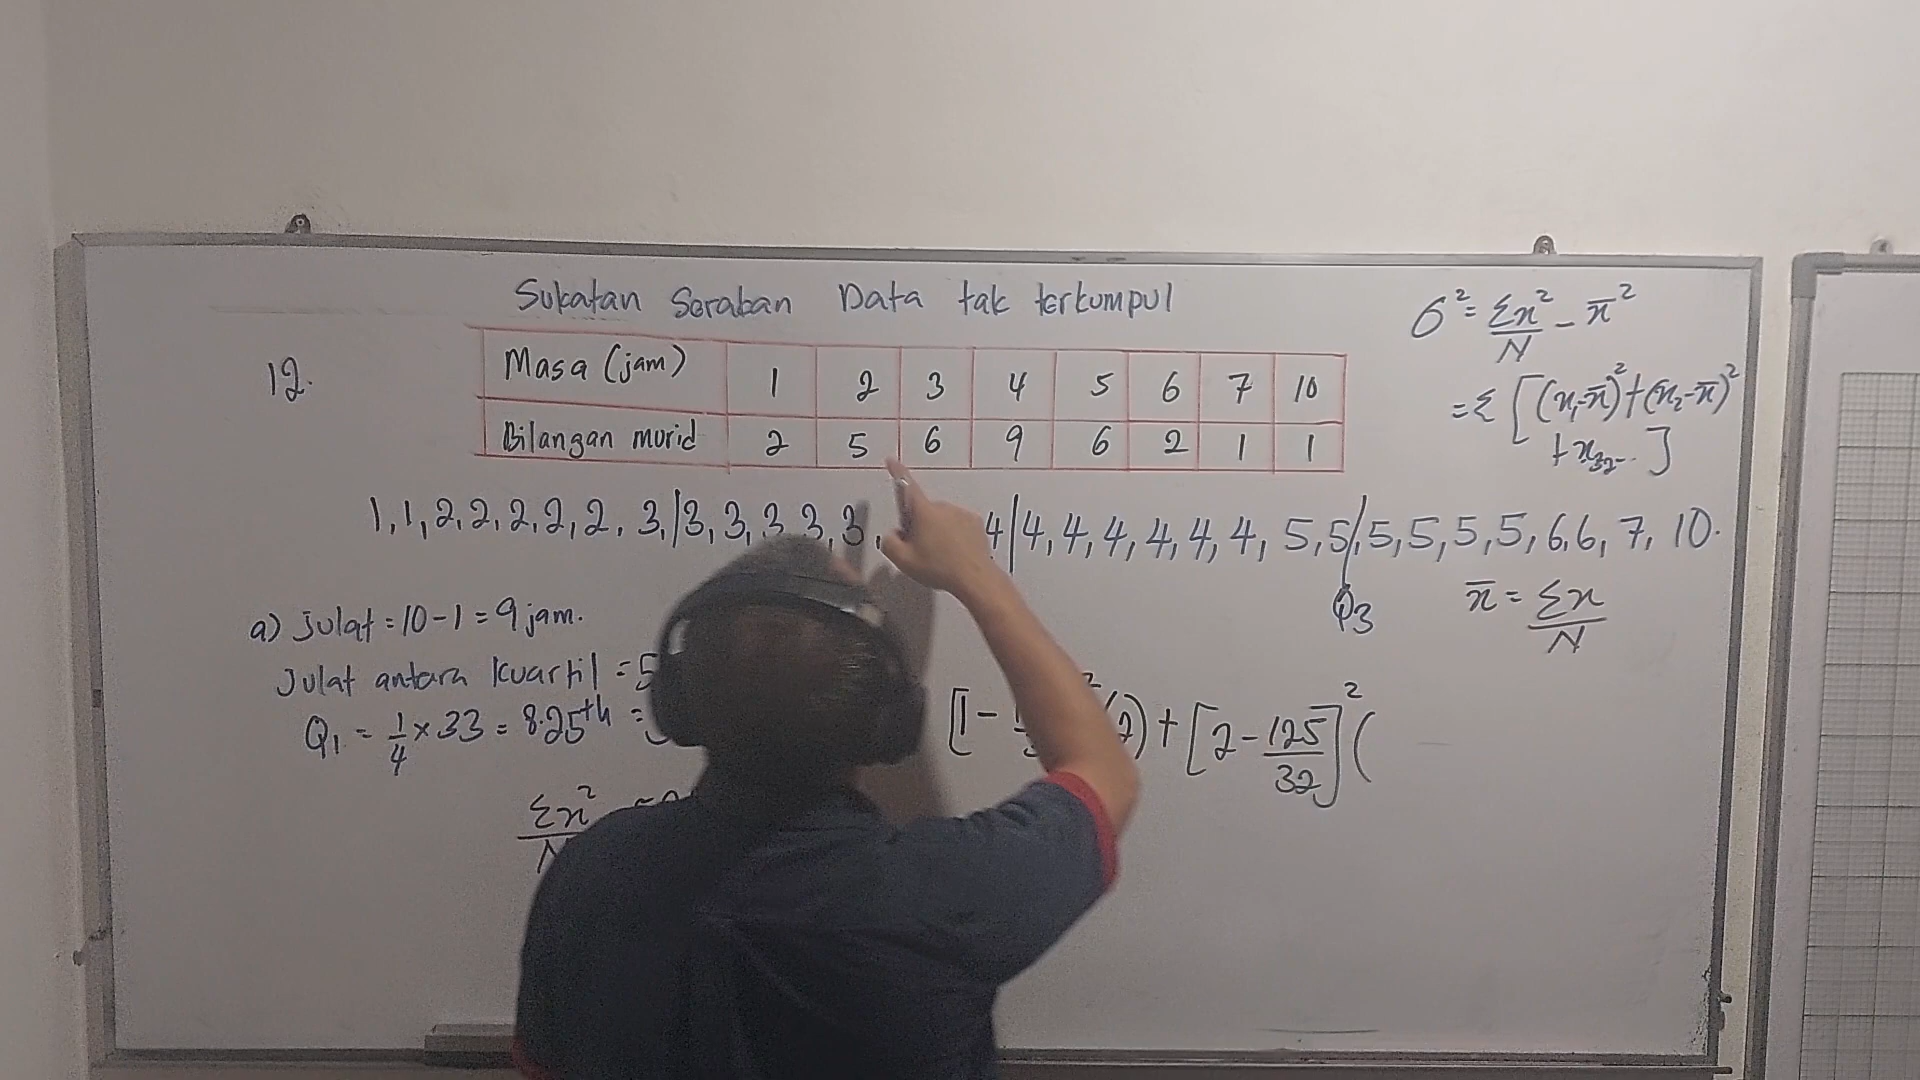 Sukatan Serakan Data tak terkumpul
12.
Masa (jam) 1 2 3 4 5 6 7 10
Bilangan murid 2 5 6 9 6 2 1 1
1,1,2,2,2,2,2,3,|3,3,3,3,3, 4|4,4,4,4,4,4,5,5|,5,5,5,5,6,6,7,10.
Q3
a) Julat = 10 - 1 = 9 jam.
Julat antara kuartil = 5
Q1 = 1/4 × 33 = 8.25th =
Σx²/N
[1 - 2) + [2 - 125/32]² (
σ² = Σx²/N - x̄²
= Σ [(x₁-x̄)² + (x₂-x̄)²
x̄ = Σx/N